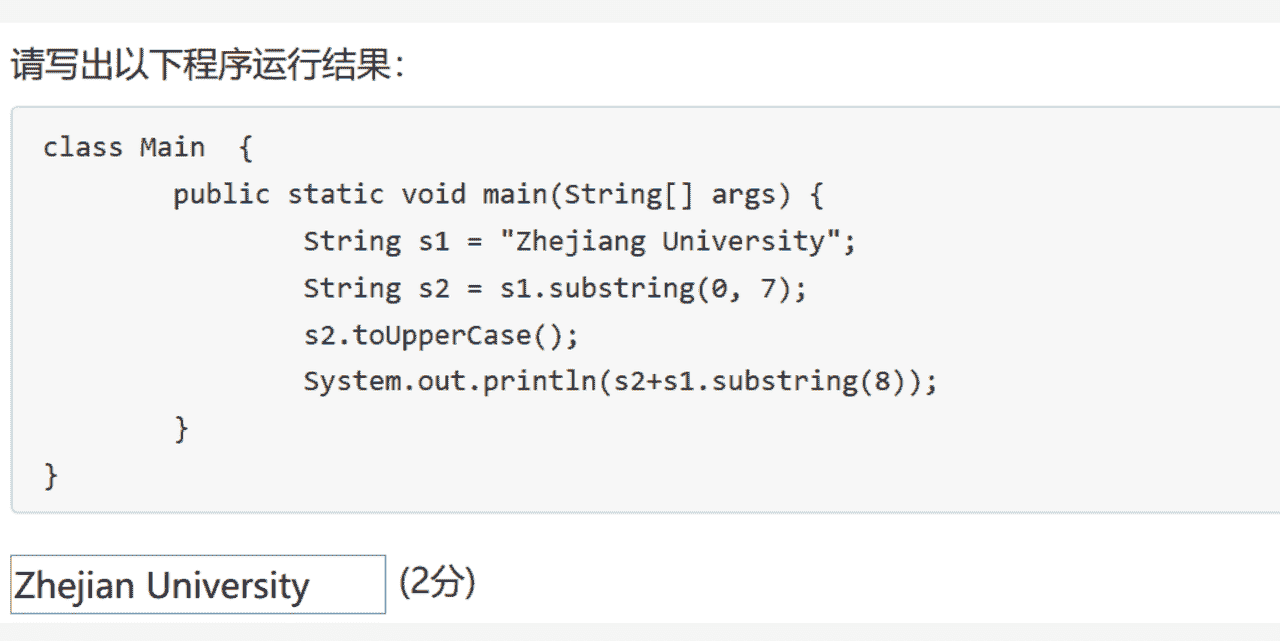 请写出以下程序运行结果：
class Main  {
        public static void main(String[] args) {
                String s1 = "Zhejiang University";
                String s2 = s1.substring(0, 7);
                s2.toUpperCase();
                System.out.println(s2+s1.substring(8));
        }
}
Zhejian University (2分)